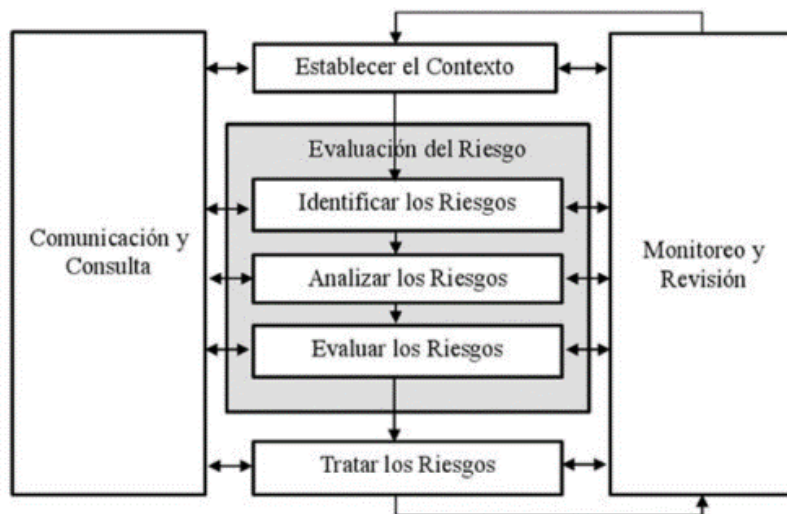 Establecer el Contexto
Evaluación del Riesgo
Identificar los Riesgos
Comunicación y
Consulta
Analizar los Riesgos
Monitoreo y
Revisión
Evaluar los Riesgos
Tratar los Riesgos